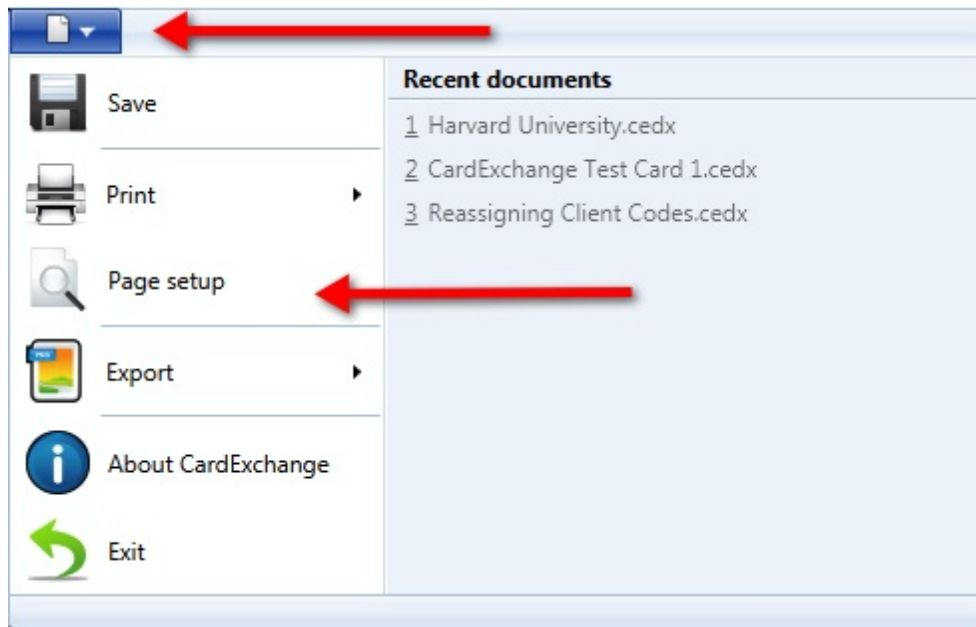 Save
Print
Page setup
Export
About CardExchange
Exit
Recent documents
1 Harvard University.cedx
2 CardExchange Test Card 1.cedx
3 Reassigning Client Codes.cedx